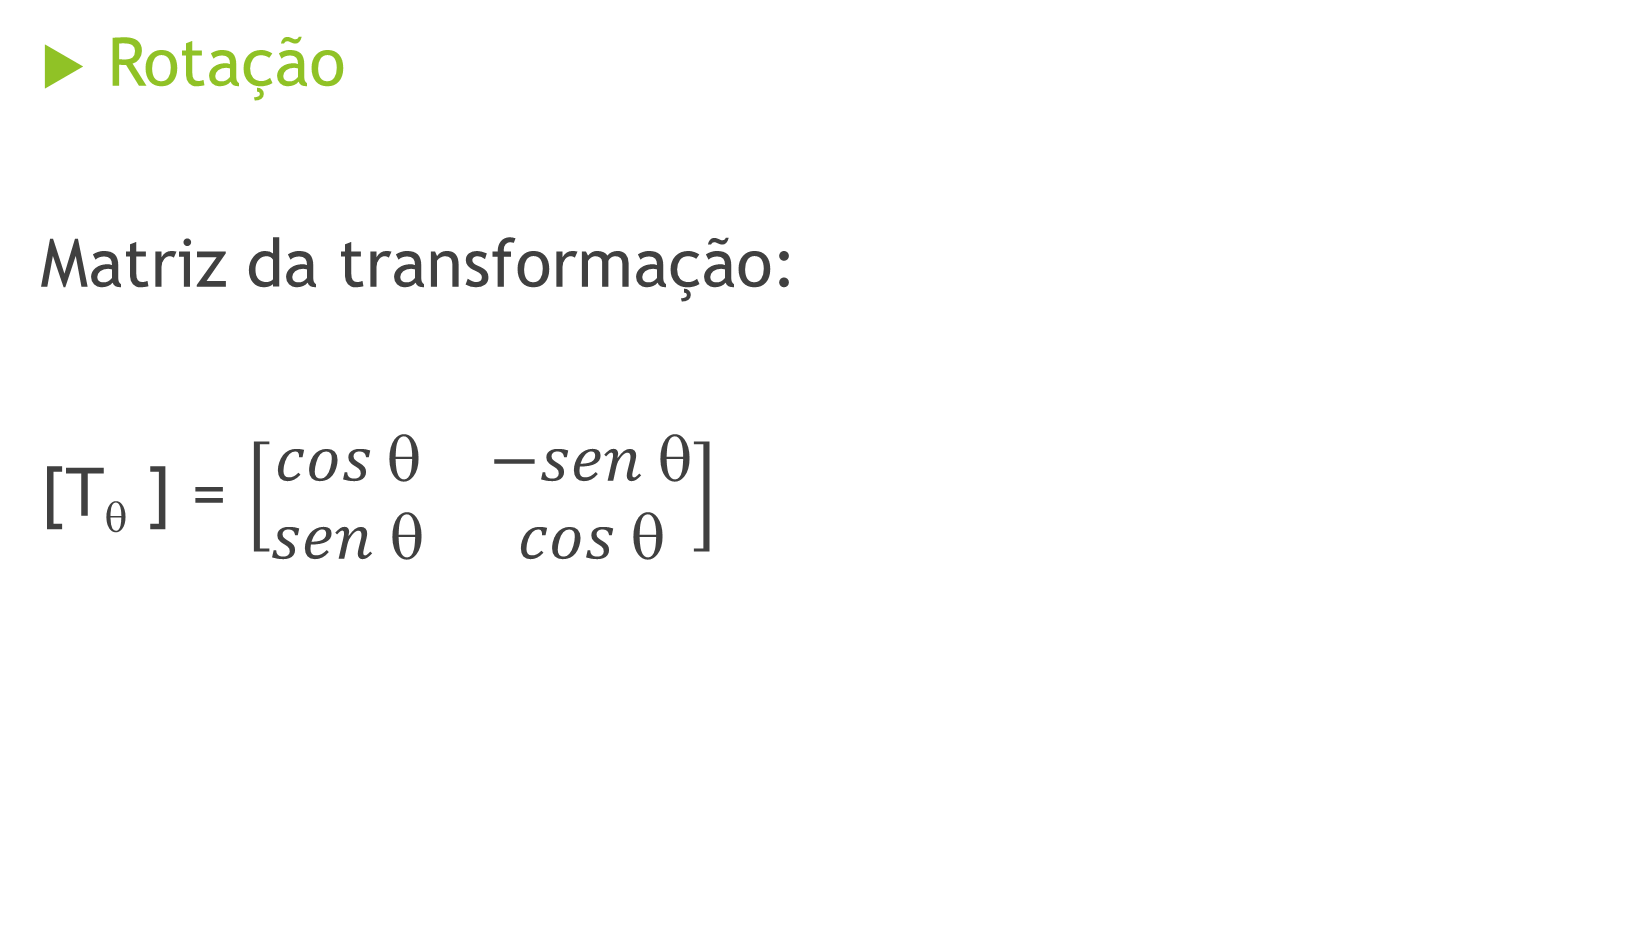 Rotação
Matriz da transformação:
[Tθ ] = [cos θ −sen θ
sen θ cos θ]